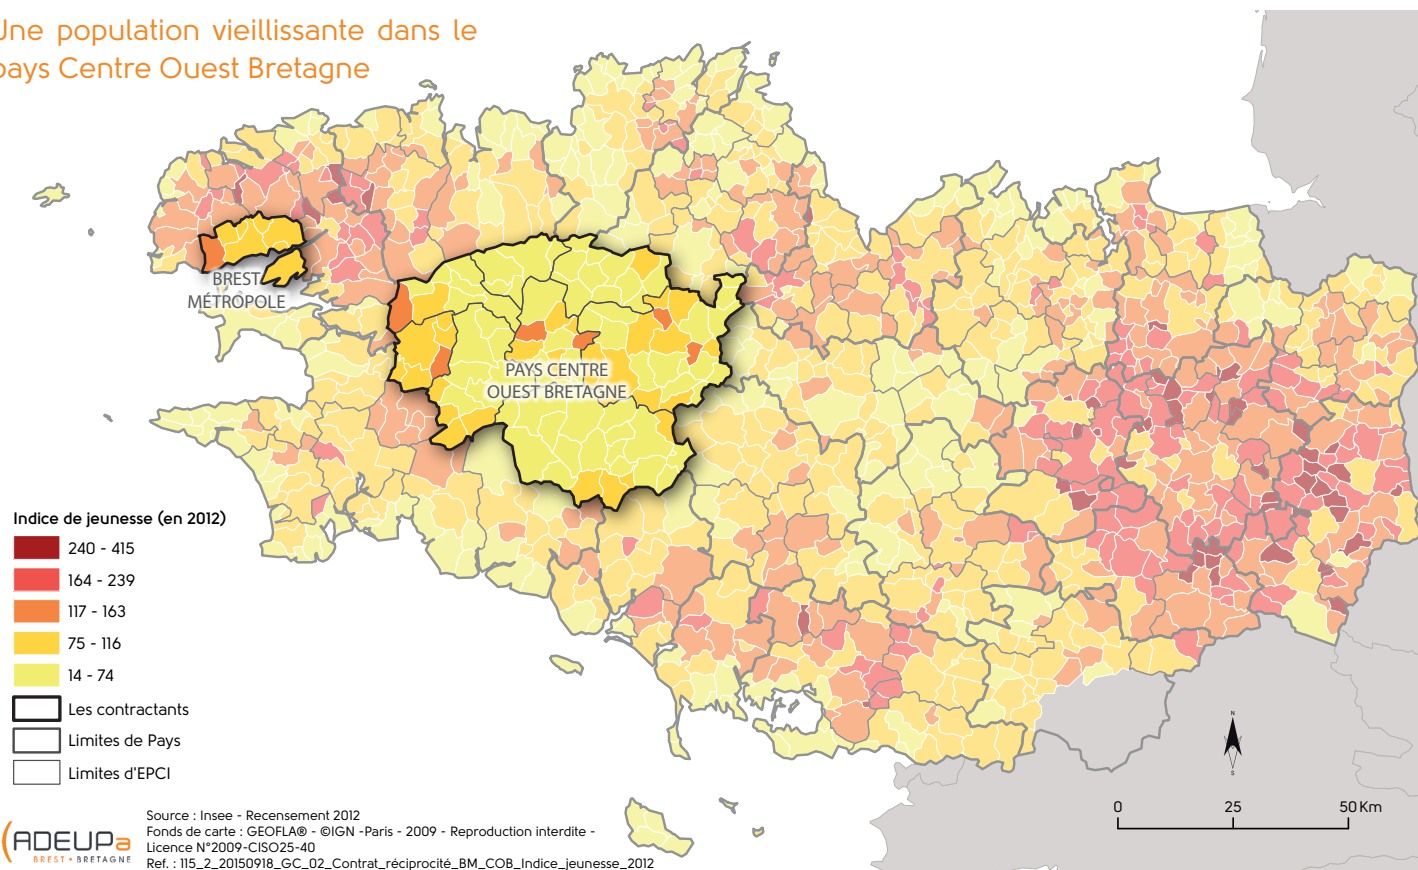 Une population vieillissante dans le
pays Centre Ouest Bretagne
BREST
MÉTROPOLE
PAYS CENTRE
OUEST BRETAGNE
Indice de jeunesse (en 2012)
240 - 415
164 - 239
117 - 163
75 - 116
14 - 74
Les contractants
Limites de Pays
Limites d'EPCI
N
S
0 25 50 Km
ADEUPa
BREST • BRETAGNE
Source : Insee - Recensement 2012
Fonds de carte : GEOFLA® - ©IGN -Paris - 2009 - Reproduction interdite -
Licence N°2009-CISO25-40
Ref. : 115_2_20150918_GC_02_Contrat_réciprocité_BM_COB_Indice_jeunesse_2012